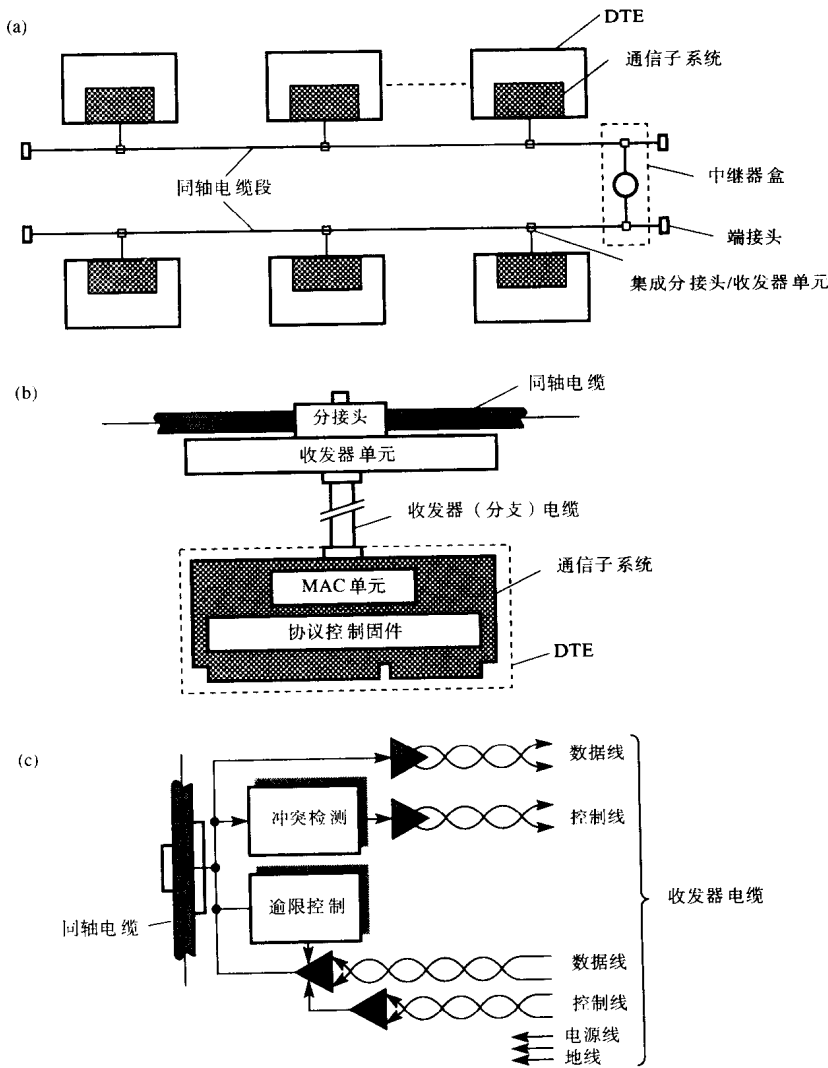 (a)
DTE
通信子系统
同轴电缆段
中继器盒
端接头
集成分接头/收发器单元
(b)
同轴电缆
分接头
收发器单元
收发器（分支）电缆
通信子系统
MAC 单元
协议控制固件
DTE
(c)
数据线
冲突检测
控制线
收发器电缆
逾限控制
同轴电缆
数据线
控制线
电源线
地线